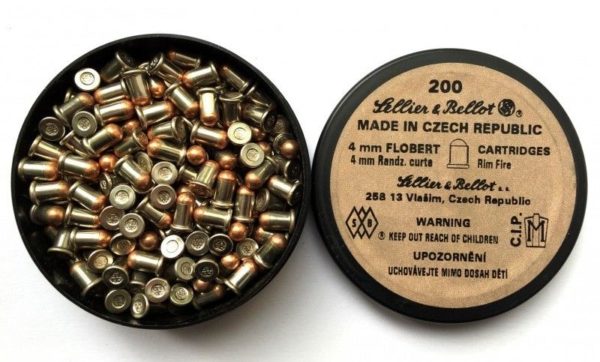 200
Sellier & Bellot ®
MADE IN CZECH REPUBLIC
4 mm FLOBERT CARTRIDGES
4 mm Randz. curte Rim Fire
Sellier & Bellot a.s.
258 13 Vlašim, Czech Republic
S B
®
WARNING
KEEP OUT REACH OF CHILDREN
C.I.P.
UPOZORNĚNÍ
UCHOVÁVEJTE MIMO DOSAH DĚTÍ